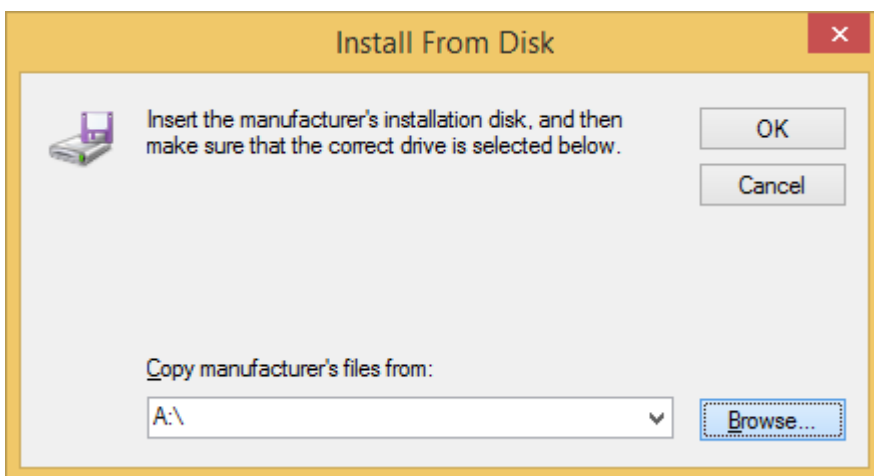 Install From Disk
Insert the manufacturer's installation disk, and then
make sure that the correct drive is selected below.
OK
Cancel
Copy manufacturer's files from:
A:\
Browse...